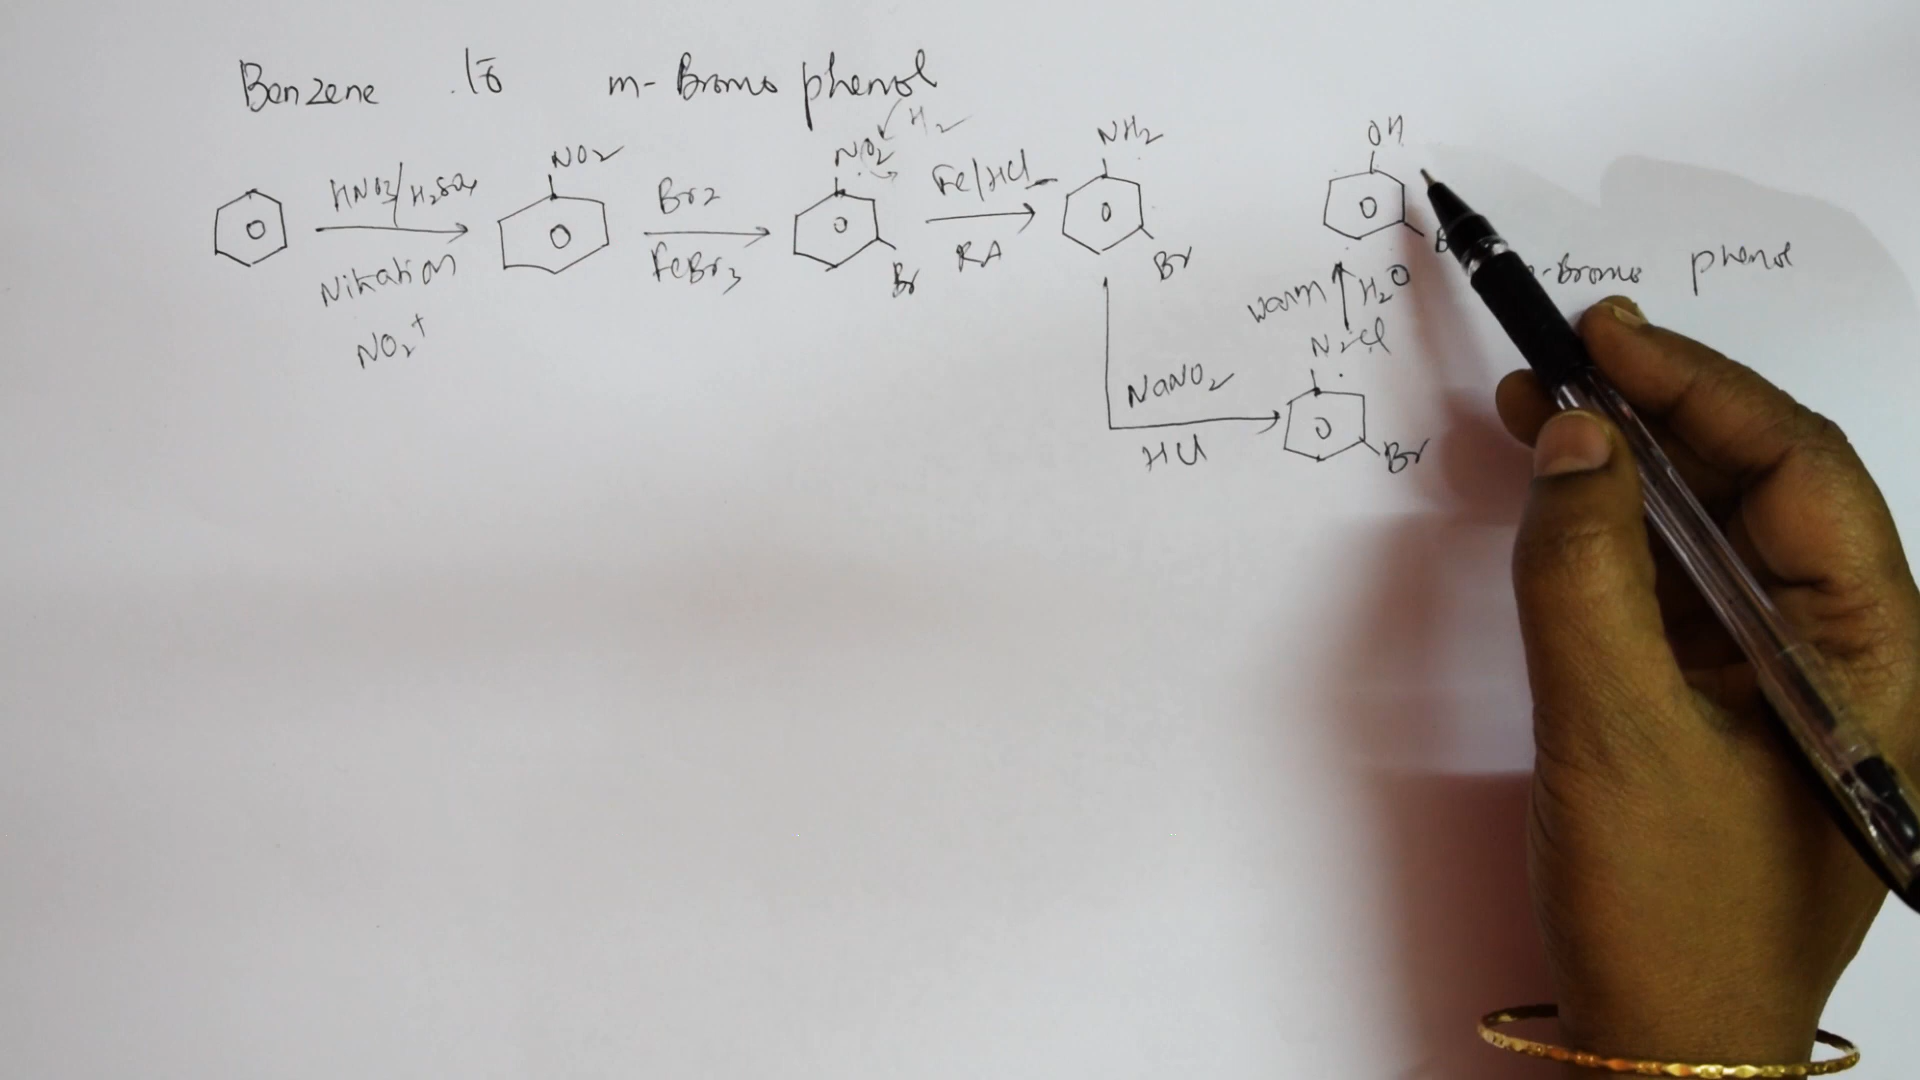 Benzene to m-Bromo phenol
HNO3/H2SO4
Nitration
NO2+
NO2
Br2
FeBr3
NO2
H2
Br
Fe/HCl
RA
NH2
Br
NaNO2
HCl
N2Cl
Br
warm H2O
OH
B
m-Bromo phenol